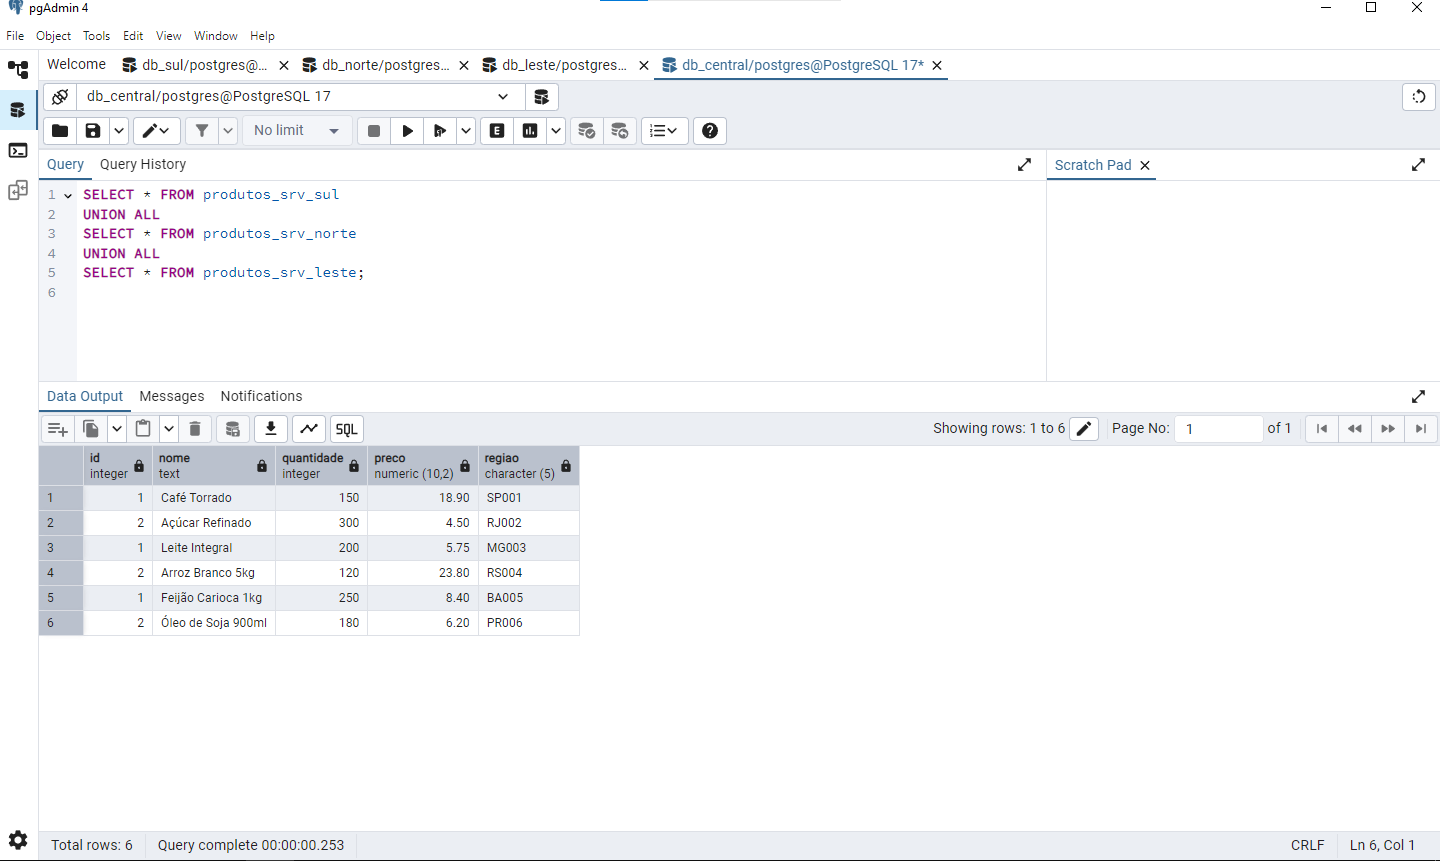 pgAdmin 4
File Object Tools Edit View Window Help
Welcome db_sul/postgres@... db_norte/postgres... db_leste/postgres... db_central/postgres@PostgreSQL 17*
db_central/postgres@PostgreSQL 17
No limit
E
Query Query History
Scratch Pad
1 SELECT * FROM produtos_srv_sul
2 UNION ALL
3 SELECT * FROM produtos_srv_norte
4 UNION ALL
5 SELECT * FROM produtos_srv_leste;
6
Data Output Messages Notifications
SQL Showing rows: 1 to 6 Page No: 1 of 1
id nome quantidade preco regiao
integer text integer numeric (10,2) character (5)
1 1 Café Torrado 150 18.90 SP001
2 2 Açúcar Refinado 300 4.50 RJ002
3 1 Leite Integral 200 5.75 MG003
4 2 Arroz Branco 5kg 120 23.80 RS004
5 1 Feijão Carioca 1kg 250 8.40 BA005
6 2 Óleo de Soja 900ml 180 6.20 PR006
Total rows: 6 Query complete 00:00:00.253 CRLF Ln 6, Col 1